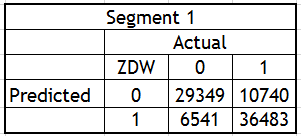 Segment 1
Actual
ZDW 0 1
Predicted 0 29349 10740
1 6541 36483